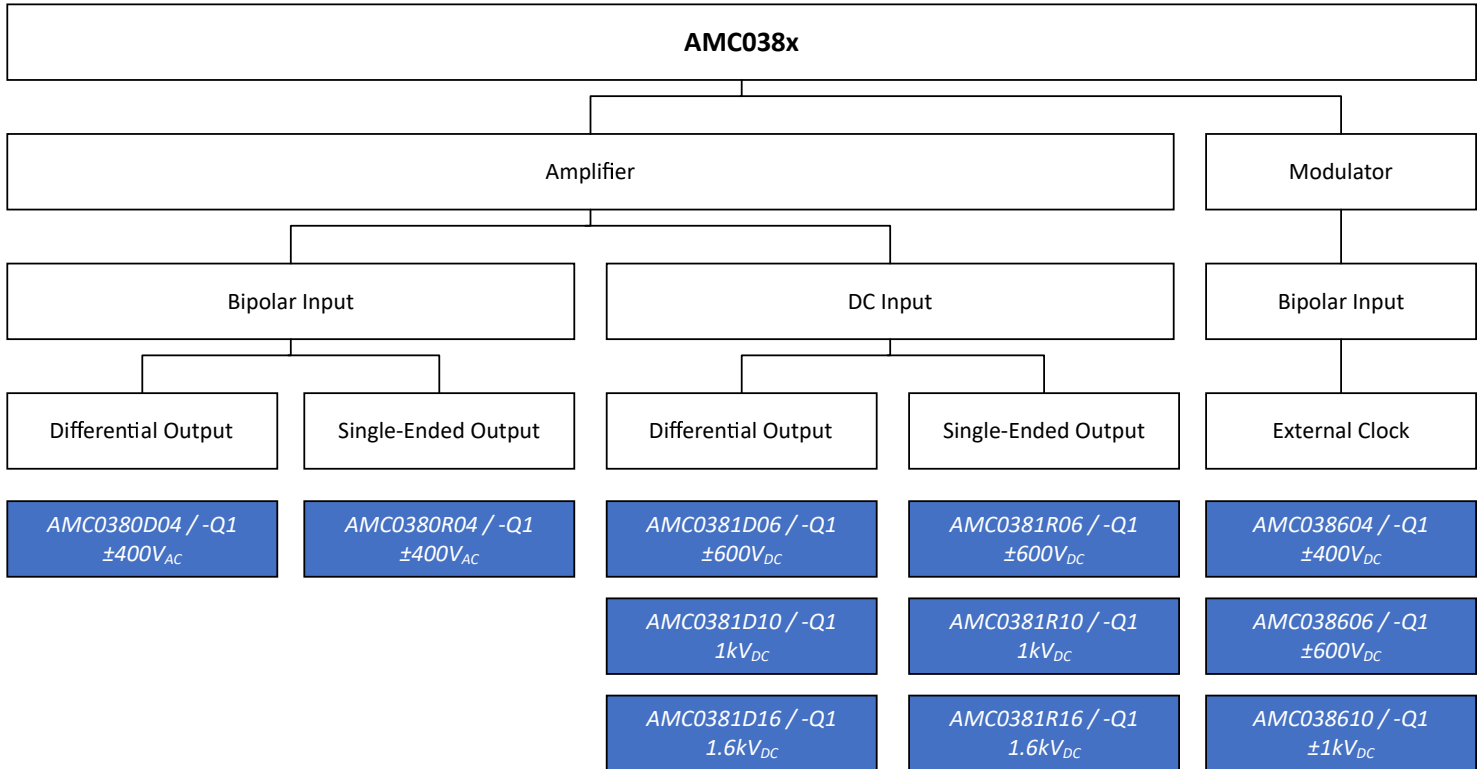 AMC038x
Amplifier
Modulator
Bipolar Input
DC Input
Bipolar Input
Differential Output
Single-Ended Output
Differential Output
Single-Ended Output
External Clock
AMC0380D04 / -Q1
±400VAC
AMC0380R04 / -Q1
±400VAC
AMC0381D06 / -Q1
±600VDC
AMC0381R06 / -Q1
±600VDC
AMC038604 / -Q1
±400VDC
AMC0381D10 / -Q1
1kVDC
AMC0381R10 / -Q1
1kVDC
AMC038606 / -Q1
±600VDC
AMC0381D16 / -Q1
1.6kVDC
AMC0381R16 / -Q1
1.6kVDC
AMC038610 / -Q1
±1kVDC